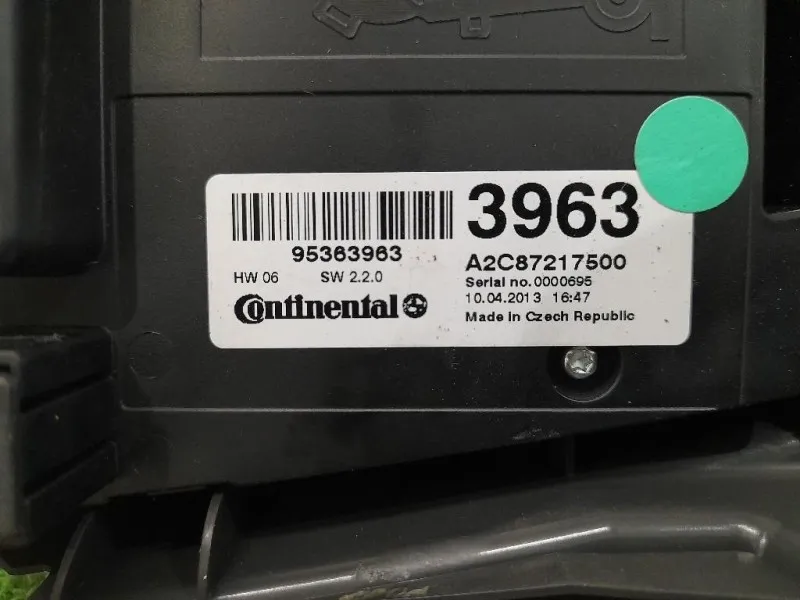 3963
95363963
A2C87217500
HW 06 SW 2.2.0
Serial no.0000695
10.04.2013 16:47
Continental
Made in Czech Republic